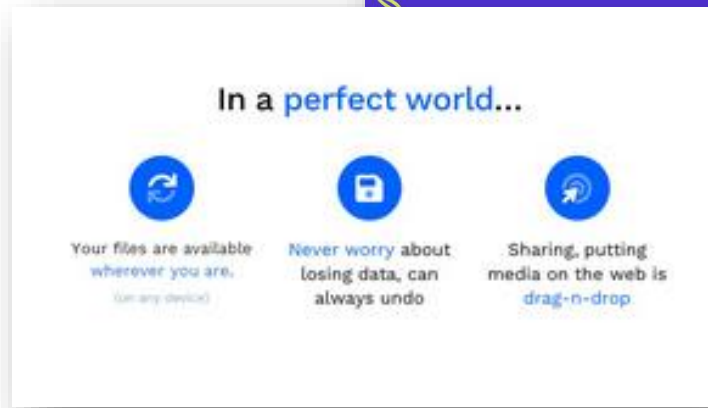 In a perfect world...
Your files are available
wherever you are.
(on any device)
Never worry about
losing data, can
always undo
Sharing, putting
media on the web is
drag-n-drop